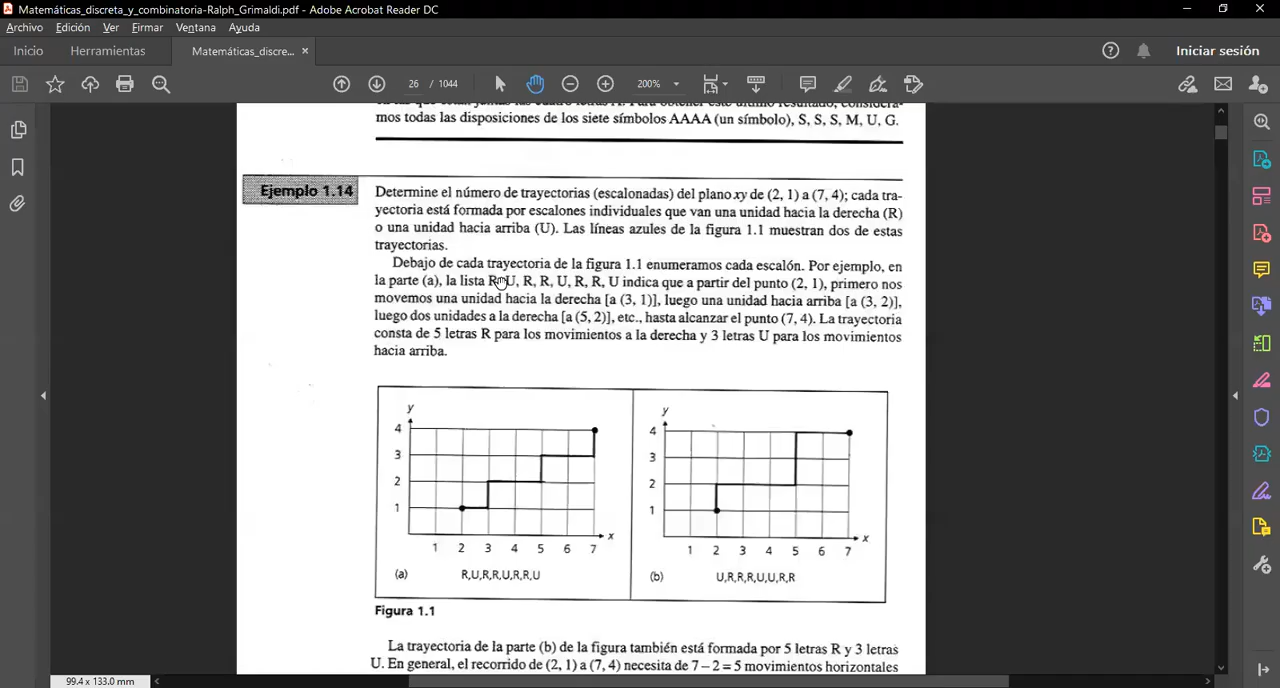 Matemáticas_discreta_y_combinatoria-Ralph_Grimaldi.pdf - Adobe Acrobat Reader DC
Archivo Edición Ver Firmar Ventana Ayuda
Inicio Herramientas Matemáticas_discre... × Iniciar sesión
26 / 1044 200%
mos todas las disposiciones de los siete símbolos AAAA (un símbolo), S, S, S, M, U, G.
Ejemplo 1.14
Determine el número de trayectorias (escalonadas) del plano xy de (2, 1) a (7, 4); cada tra-
yectoria está formada por escalones individuales que van una unidad hacia la derecha (R)
o una unidad hacia arriba (U). Las líneas azules de la figura 1.1 muestran dos de estas
trayectorias.
Debajo de cada trayectoria de la figura 1.1 enumeramos cada escalón. Por ejemplo, en
la parte (a), la lista R, U, R, R, U, R, R, U indica que a partir del punto (2, 1), primero nos
movemos una unidad hacia la derecha [a (3, 1)], luego una unidad hacia arriba [a (3, 2)],
luego dos unidades a la derecha [a (5, 2)], etc., hasta alcanzar el punto (7, 4). La trayectoria
consta de 5 letras R para los movimientos a la derecha y 3 letras U para los movimientos
hacia arriba.
y
4
3
2
1
1 2 3 4 5 6 7
x
(a) R,U,R,R,U,R,R,U
y
4
3
2
1
1 2 3 4 5 6 7
x
(b) U,R,R,R,U,U,R,R
Figura 1.1
La trayectoria de la parte (b) de la figura también está formada por 5 letras R y 3 letras
U. En general, el recorrido de (2, 1) a (7, 4) necesita de 7 – 2 = 5 movimientos horizontales
99.4 x 133.0 mm